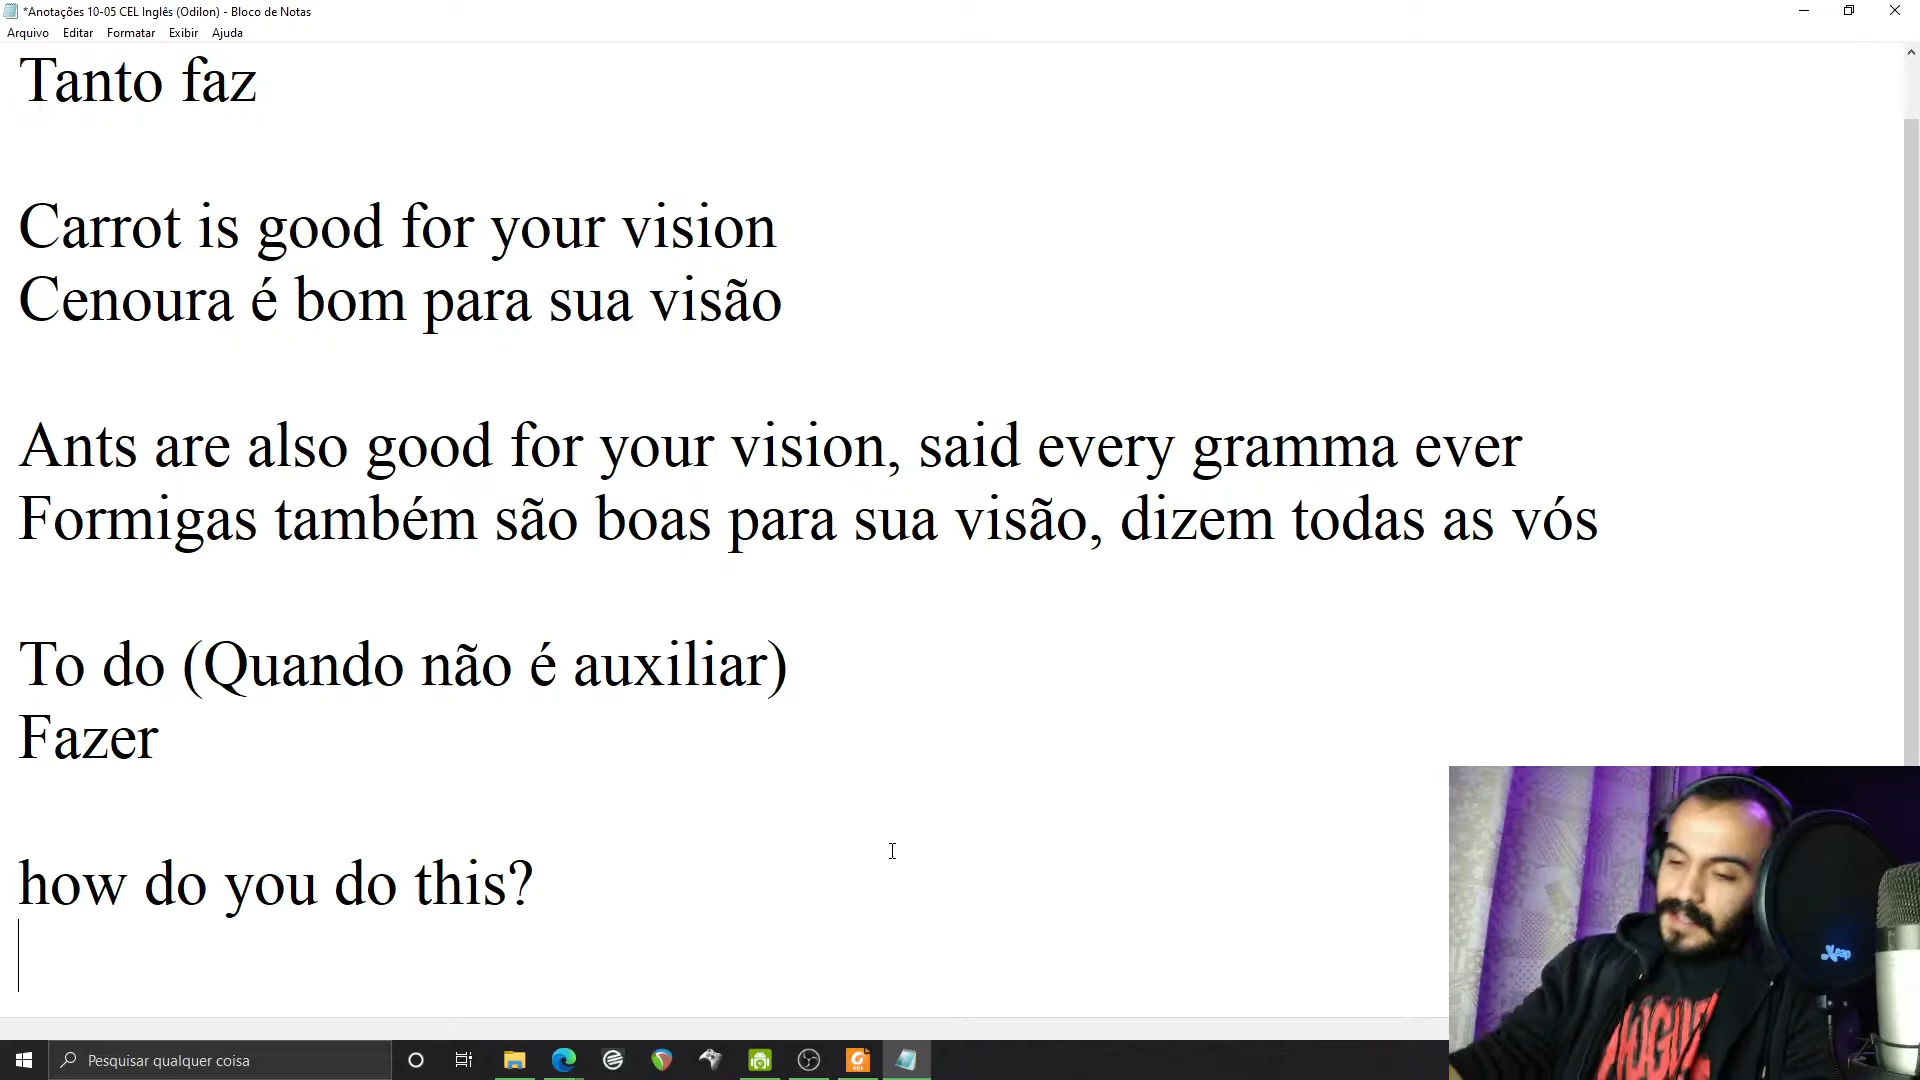 *Anotações 10-05 CEL Inglês (Odilon) - Bloco de Notas
Arquivo Editar Formatar Exibir Ajuda
Tanto faz
Carrot is good for your vision
Cenoura é bom para sua visão
Ants are also good for your vision, said every gramma ever
Formigas também são boas para sua visão, dizem todas as vós
To do (Quando não é auxiliar)
Fazer
how do you do this?
Pesquisar qualquer coisa